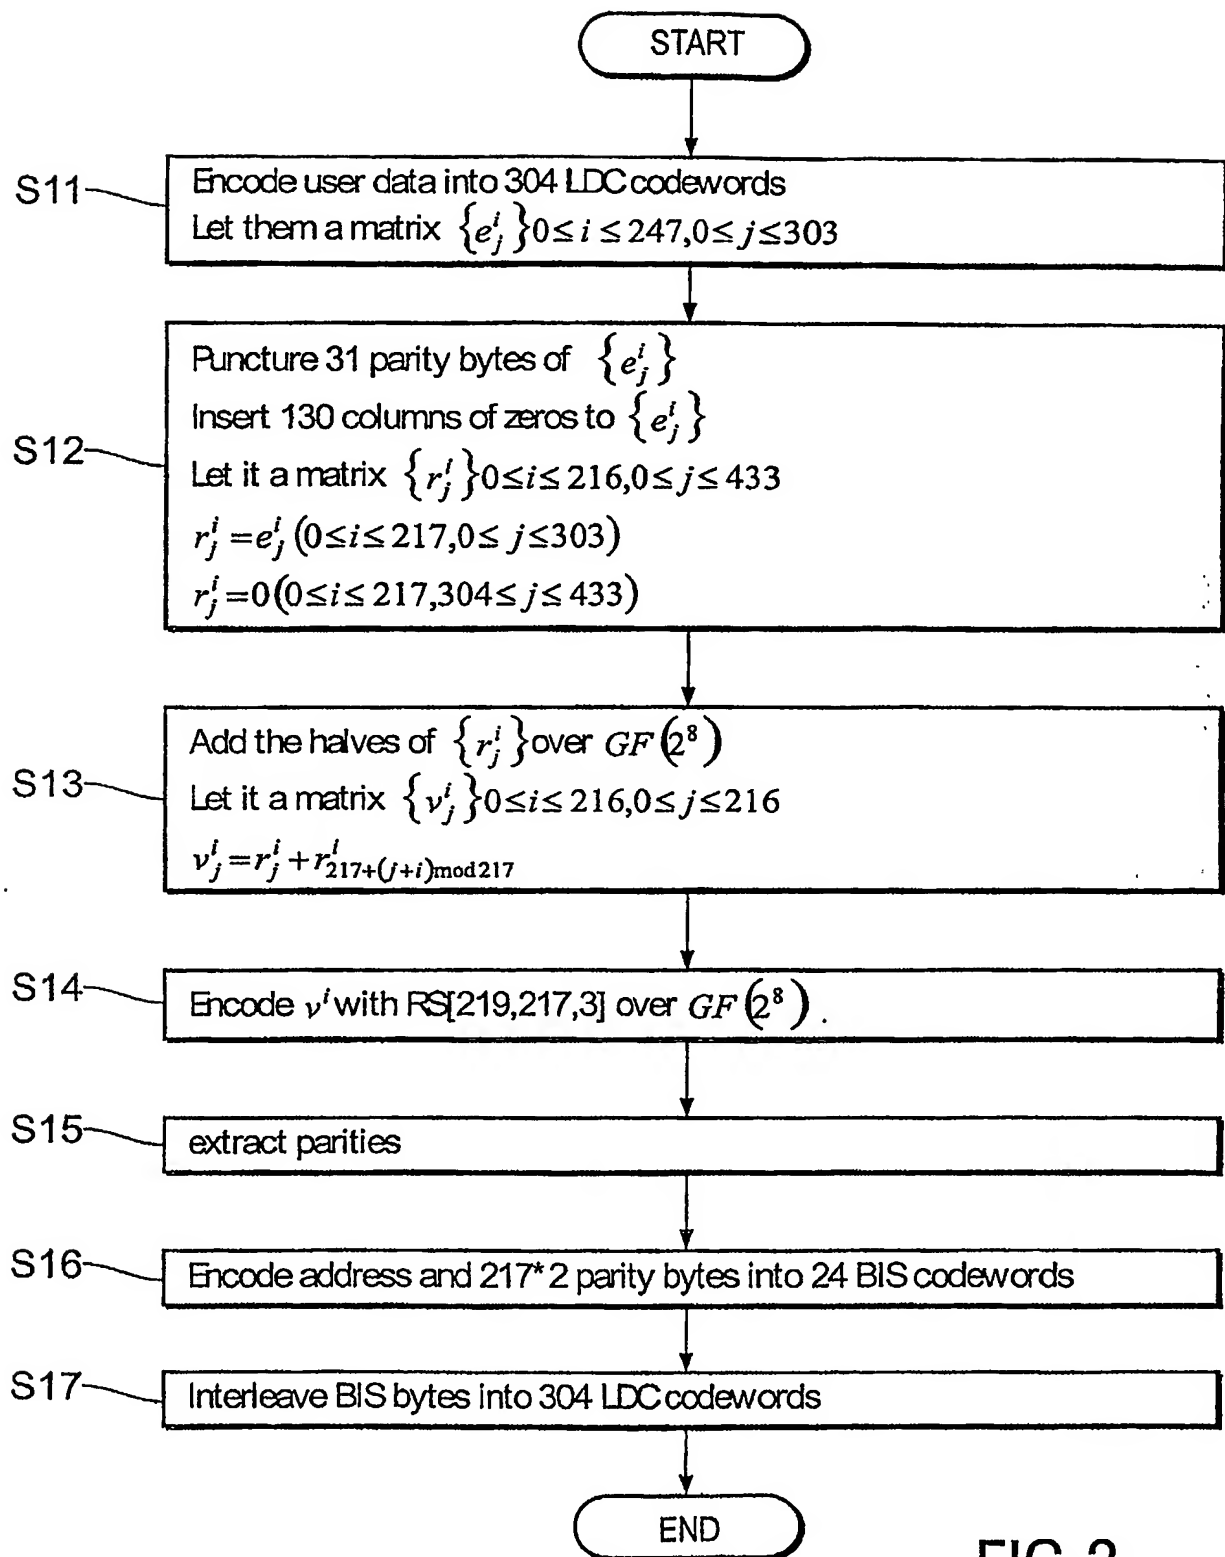 START
S11
Encode user data into 304 LDC codewords
Let them a matrix {e_j^i}0≤i≤247,0≤j≤303
S12
Puncture 31 parity bytes of {e_j^i}
Insert 130 columns of zeros to {e_j^i}
Let it a matrix {r_j^i}0≤i≤216,0≤j≤433
r_j^i=e_j^i(0≤i≤217,0≤j≤303)
r_j^i=0(0≤i≤217,304≤j≤433)
S13
Add the halves of {r_j^i}over GF(2^8)
Let it a matrix {v_j^i}0≤i≤216,0≤j≤216
v_j^i=r_j^i+r_{217+(j+i)mod217}^i
S14
Encode v^i with RS[219,217,3] over GF(2^8).
S15
extract parities
S16
Encode address and 217*2 parity bytes into 24 BIS codewords
S17
Interleave BIS bytes into 304 LDC codewords
END